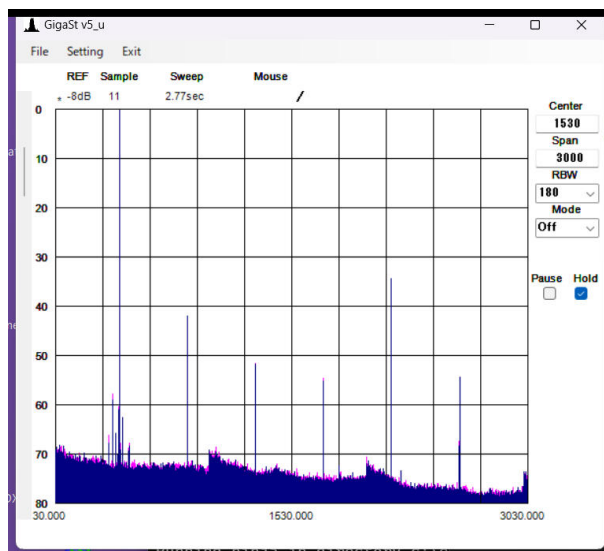 GigaSt v5_u
File Setting Exit
REF Sample Sweep Mouse
* -8dB 11 2.77sec
Center
1530
Span
3000
RBW
180
Mode
Off
Pause Hold
0
10
20
30
40
50
60
70
80
30.000 1530.000 3030.000